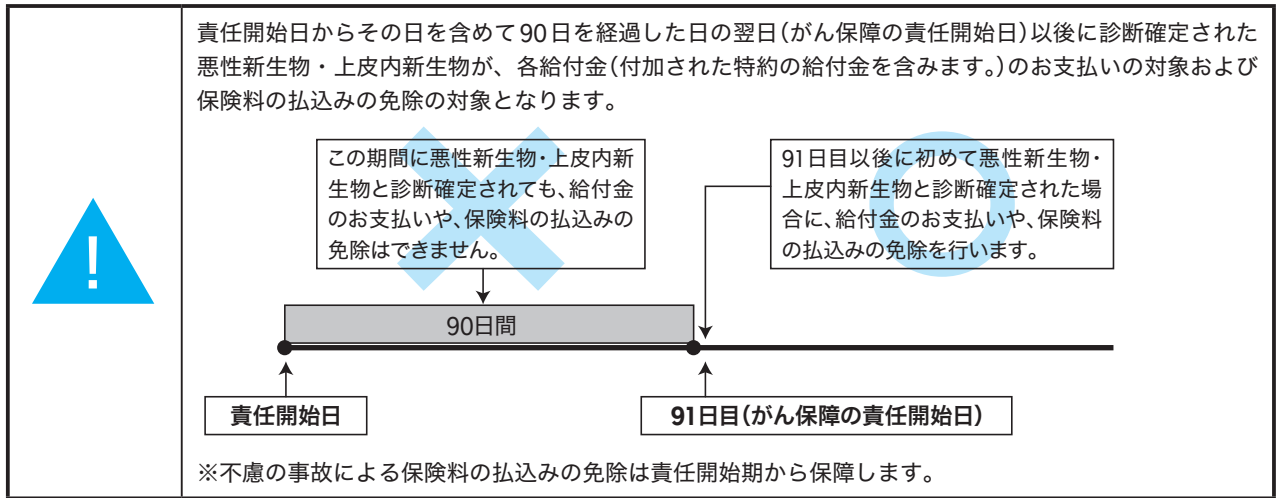 責任開始日からその日を含めて90日を経過した日の翌日(がん保障の責任開始日)以後に診断確定された
悪性新生物・上皮内新生物が、各給付金(付加された特約の給付金を含みます。)のお支払いの対象および
保険料の払込みの免除の対象となります。
この期間に悪性新生物・上皮内新
生物と診断確定されても、給付金
のお支払いや、保険料の払込みの
免除はできません。
91日目以後に初めて悪性新生物・
上皮内新生物と診断確定された場
合に、給付金のお支払いや、保険料
の払込みの免除を行います。
!
90日間
責任開始日
91日目(がん保障の責任開始日)
※不慮の事故による保険料の払込みの免除は責任開始期から保障します。